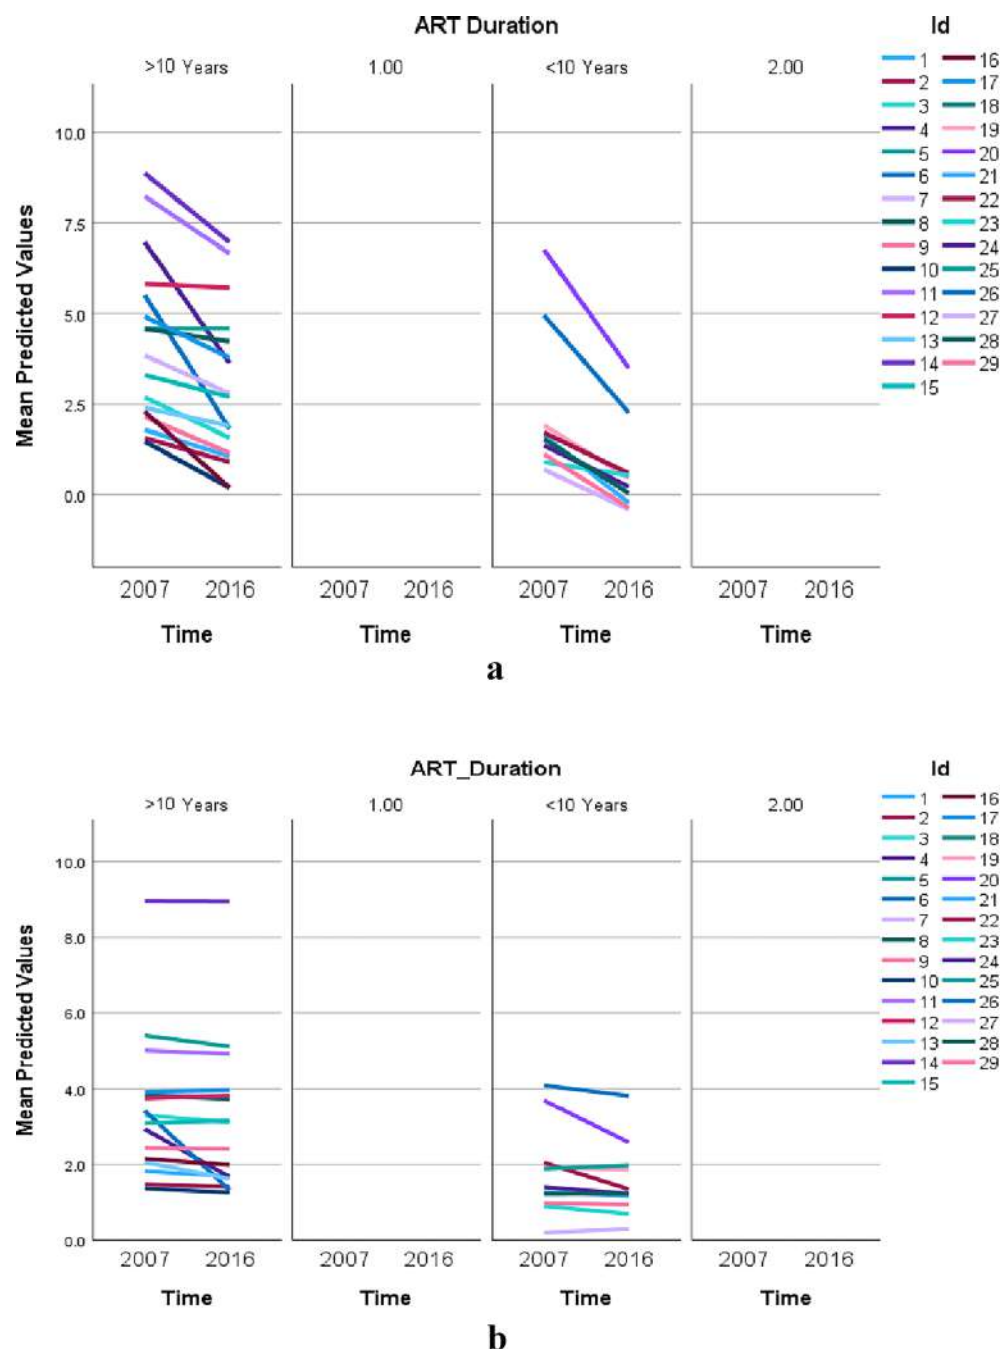 ART Duration
Id
>10 Years 1.00 <10 Years 2.00
1 16
2 17
3 18
4 19
5 20
6 21
7 22
8 23
9 24
10 25
11 26
12 27
13 28
14 29
15
Mean Predicted Values
10.0
7.5
5.0
2.5
0.0
2007 2016 2007 2016 2007 2016 2007 2016
Time Time Time Time
a
ART_Duration
Id
>10 Years 1.00 <10 Years 2.00
1 16
2 17
3 18
4 19
5 20
6 21
7 22
8 23
9 24
10 25
11 26
12 27
13 28
14 29
15
Mean Predicted Values
10.0
8.0
6.0
4.0
2.0
0.0
2007 2016 2007 2016 2007 2016 2007 2016
Time Time Time Time
b